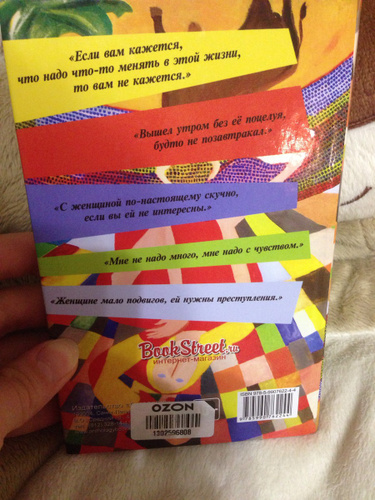 «Если вам кажется,
что надо что-то менять в этой жизни,
то вам не кажется.»
«Вышел утром без её поцелуя,
будто не позавтракал.»
«С женщиной по-настоящему скучно,
если вы ей не интересны.»
«Мне не надо много, мне надо с чувством.»
«Женщине мало подвигов, ей нужны преступления.»
BookStreet.ru
интернет-магазин
OZON
1207596808